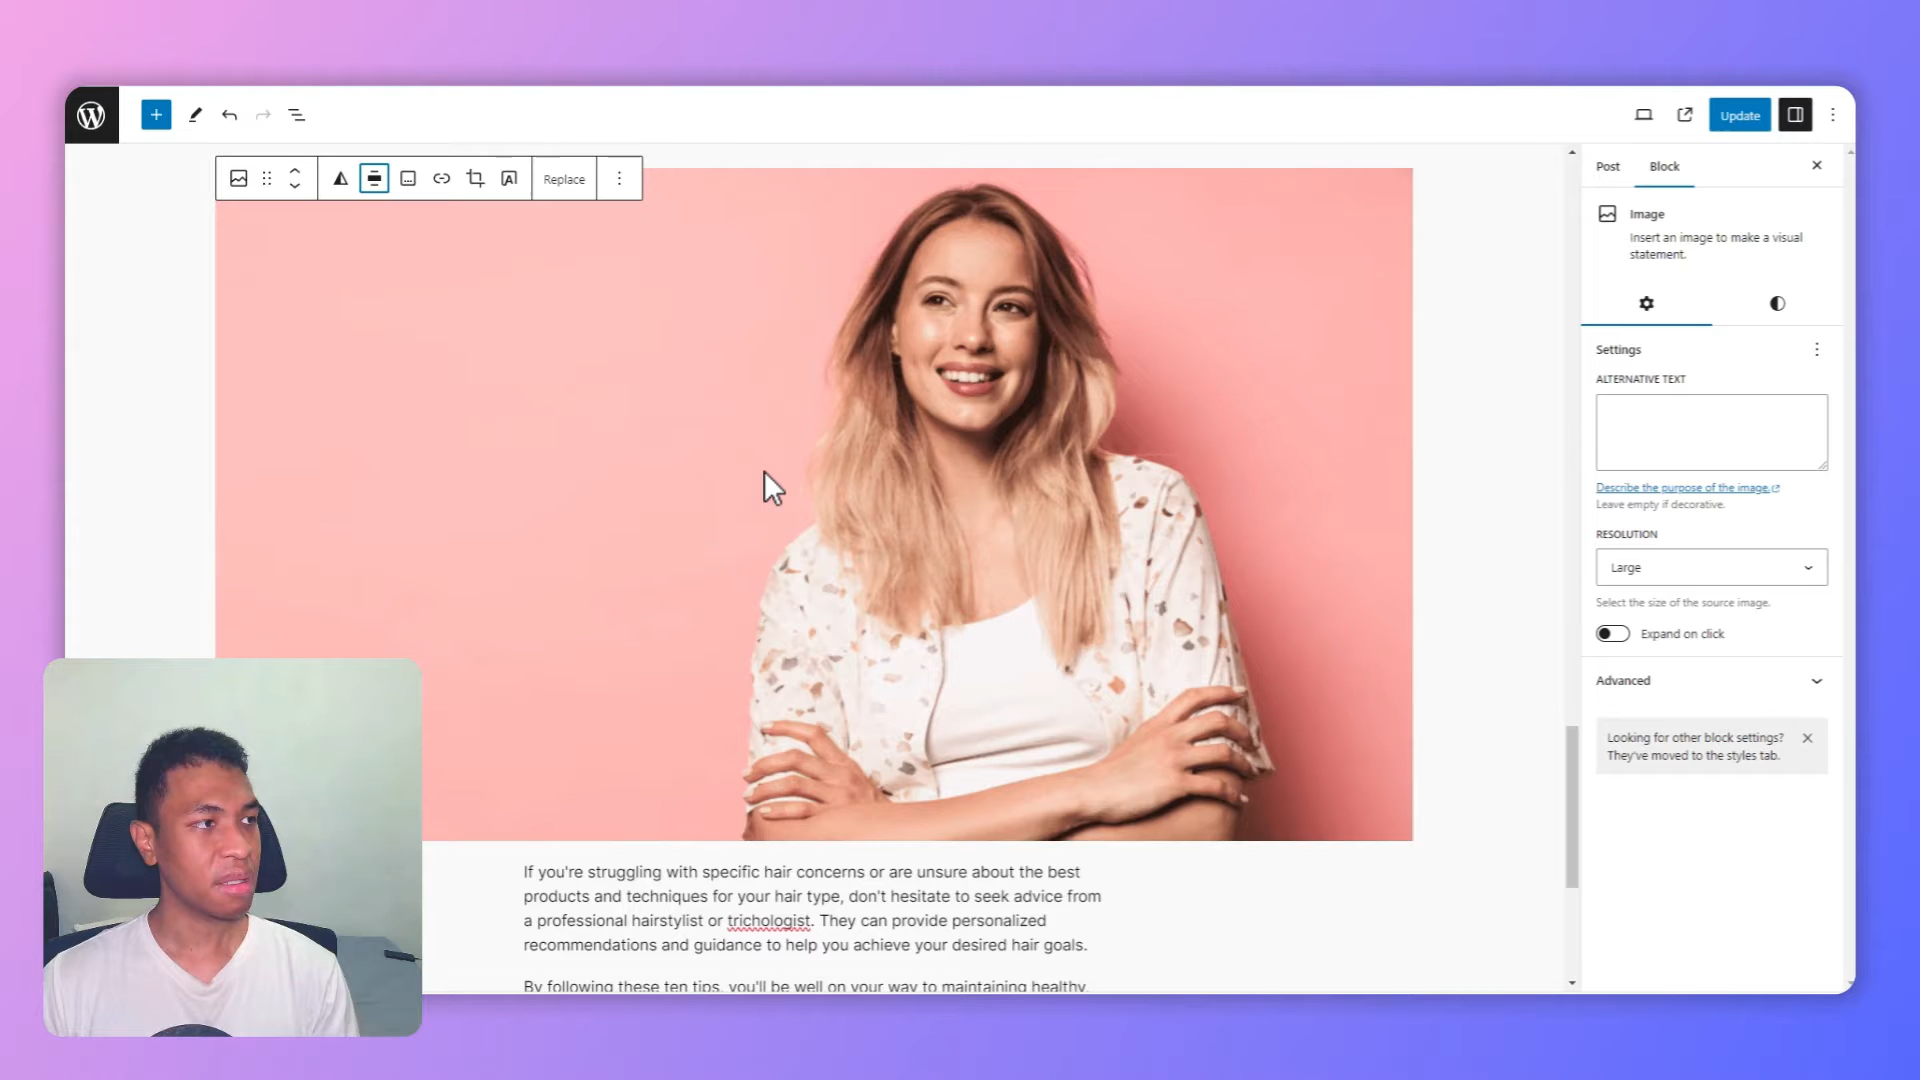 Update
Replace
Post
Block
Image
Insert an image to make a visual
statement.
Settings
ALTERNATIVE TEXT
Describe the purpose of the image.
Leave empty if decorative.
RESOLUTION
Large
Select the size of the source image.
Expand on click
Advanced
Looking for other block settings?
They've moved to the styles tab.
If you're struggling with specific hair concerns or are unsure about the best
products and techniques for your hair type, don't hesitate to seek advice from
a professional hairstylist or trichologist. They can provide personalized
recommendations and guidance to help you achieve your desired hair goals.
By following these ten tips, you'll be well on your way to maintaining healthy,